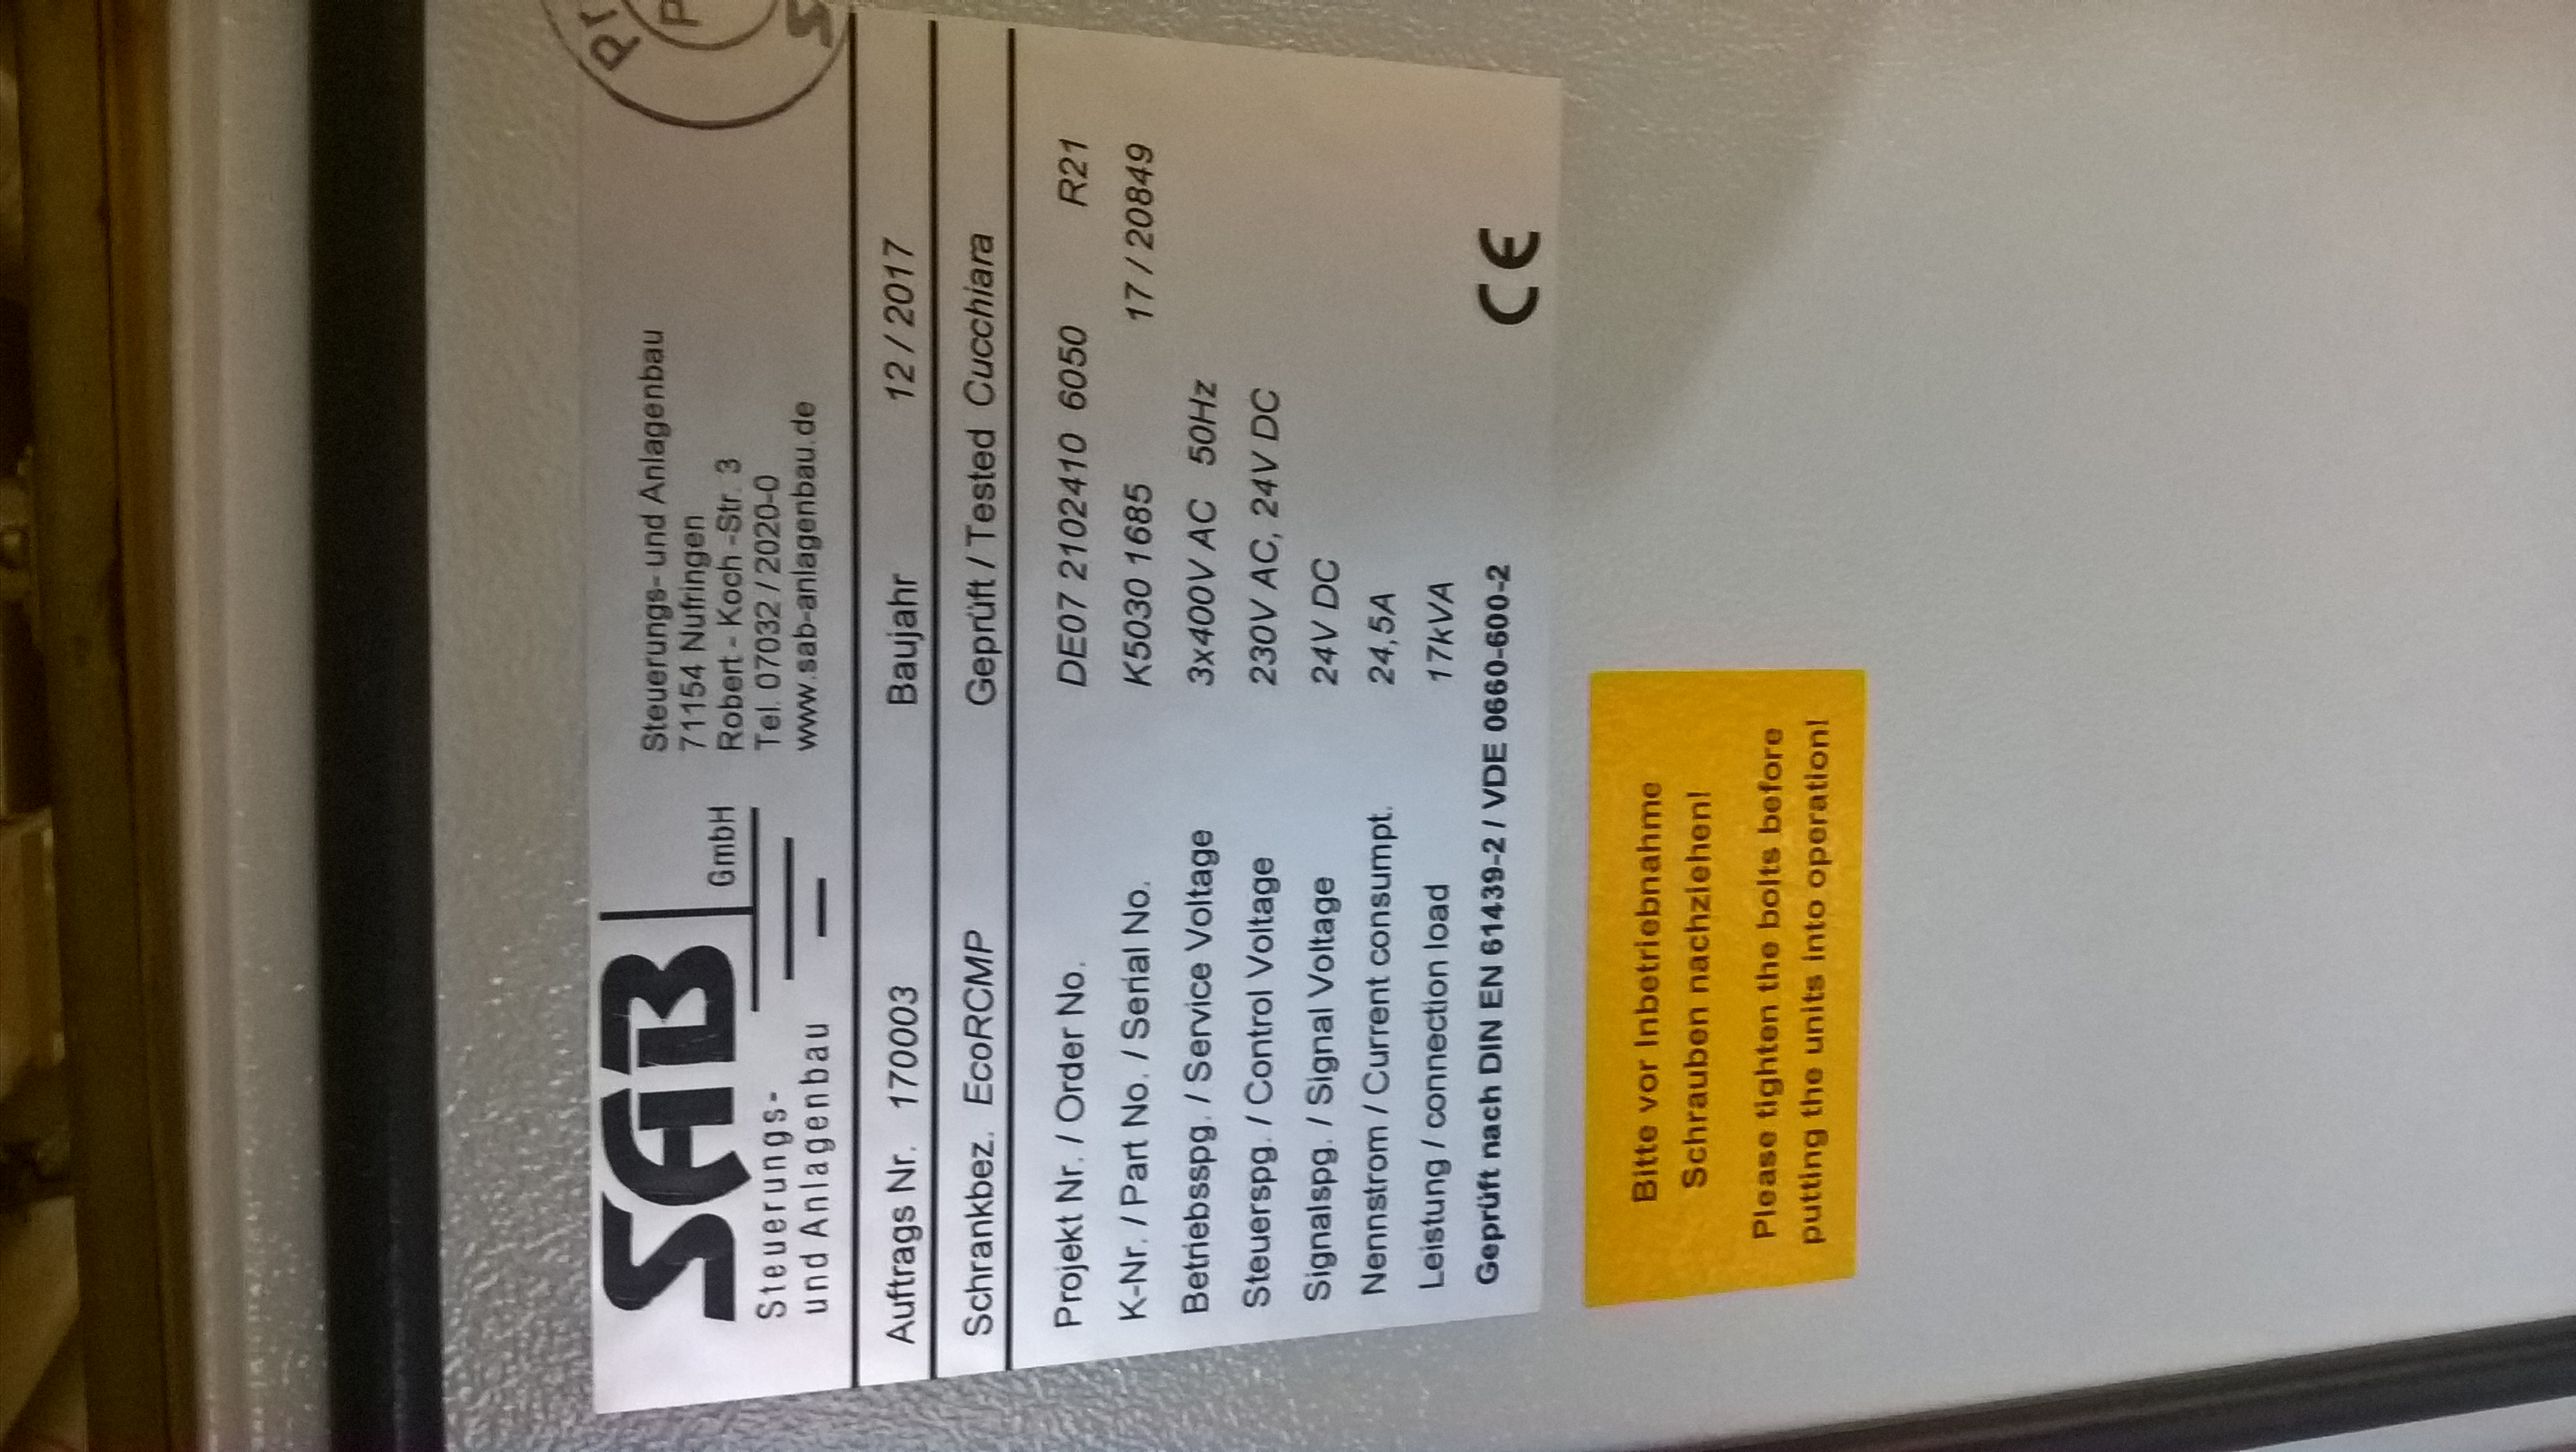 SAB GmbH
Steuerungs-
und Anlagenbau
Steuerungs- und Anlagenbau
71154 Nufringen
Robert - Koch -Str. 3
Tel. 07032 / 2020-0
www.sab-anlagenbau.de
Auftrags Nr. 170003 Baujahr 12 / 2017
Schrankbez. EcoRCMP Geprüft / Tested Cucchiara
Projekt Nr. / Order No. DE07 2102410 6050 R21
K-Nr. / Part No. / Serial No. K5030 1685 17 / 20849
Betriebsspg. / Service Voltage 3x400V AC 50Hz
Steuerspg. / Control Voltage 230V AC, 24V DC
Signalspg. / Signal Voltage 24V DC
Nennstrom / Current consumpt. 24,5A
Leistung / connection load 17kVA
Geprüft nach DIN EN 61439-2 / VDE 0660-600-2
CE
Bitte vor Inbetriebnahme
Schrauben nachziehen!
Please tighten the bolts before
putting the units into operation!